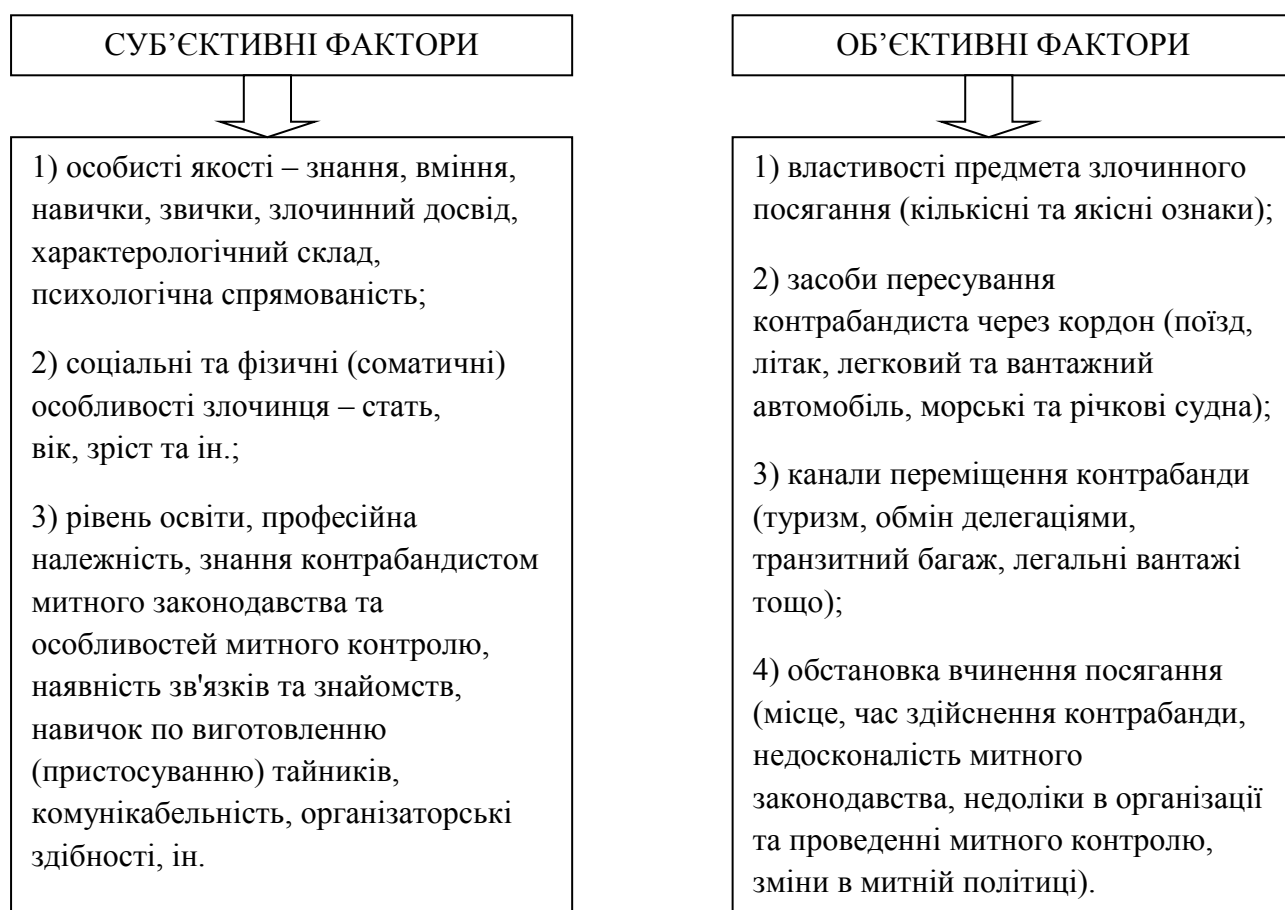 СУБ’ЄКТИВНІ ФАКТОРИ
1) особисті якості – знання, вміння,
навички, звички, злочинний досвід,
характерологічний склад,
психологічна спрямованість;
2) соціальні та фізичні (соматичні)
особливості злочинця – стать,
вік, зріст та ін.;
3) рівень освіти, професійна
належність, знання контрабандистом
митного законодавства та
особливостей митного контролю,
наявність зв'язків та знайомств,
навичок по виготовленню
(пристосуванню) тайників,
комунікабельність, організаторські
здібності, ін.
ОБ’ЄКТИВНІ ФАКТОРИ
1) властивості предмета злочинного
посягання (кількісні та якісні ознаки);
2) засоби пересування
контрабандиста через кордон (поїзд,
літак, легковий та вантажний
автомобіль, морські та річкові судна);
3) канали переміщення контрабанди
(туризм, обмін делегаціями,
транзитний багаж, легальні вантажі
тощо);
4) обстановка вчинення посягання
(місце, час здійснення контрабанди,
недосконалість митного
законодавства, недоліки в організації
та проведенні митного контролю,
зміни в митній політиці).